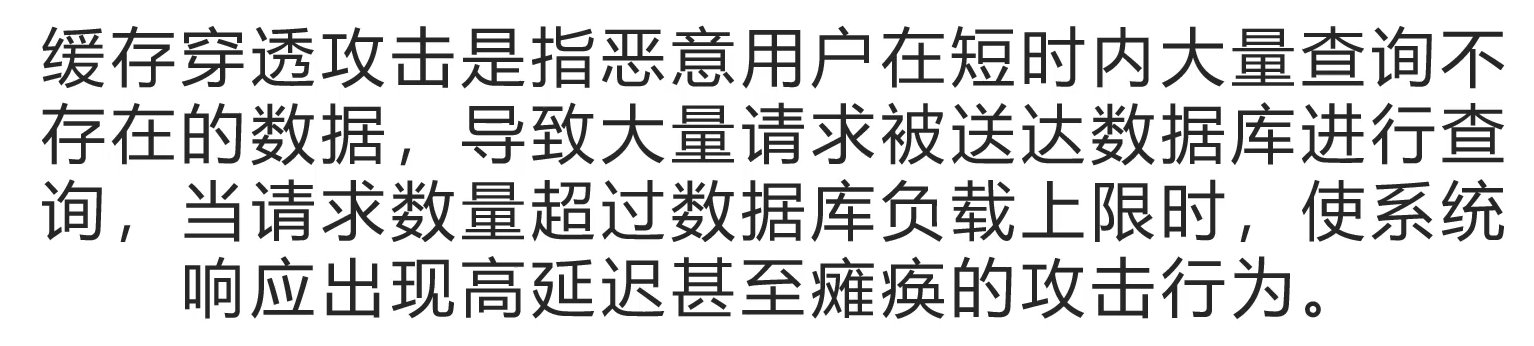 缓存穿透攻击是指恶意用户在短时内大量查询不
存在的数据，导致大量请求被送达数据库进行查
询，当请求数量超过数据库负载上限时，使系统
响应出现高延迟甚至瘫痪的攻击行为。